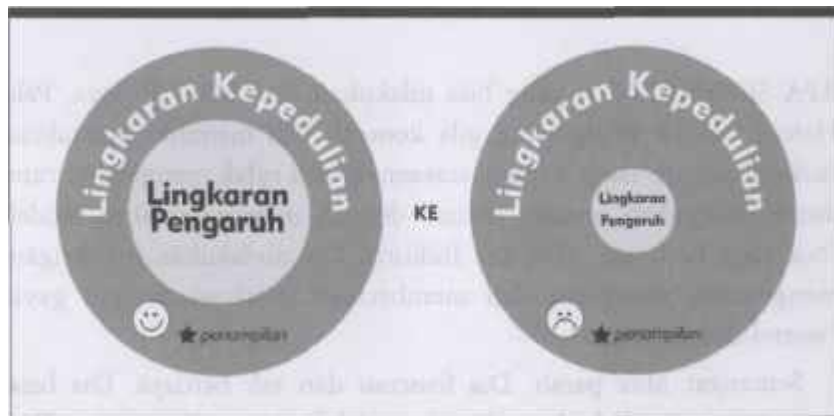 Lingkaran Kepedulian
Lingkaran
Pengaruh
penampilan
KE
Lingkaran Kepedulian
Lingkaran
Pengaruh
penampilan